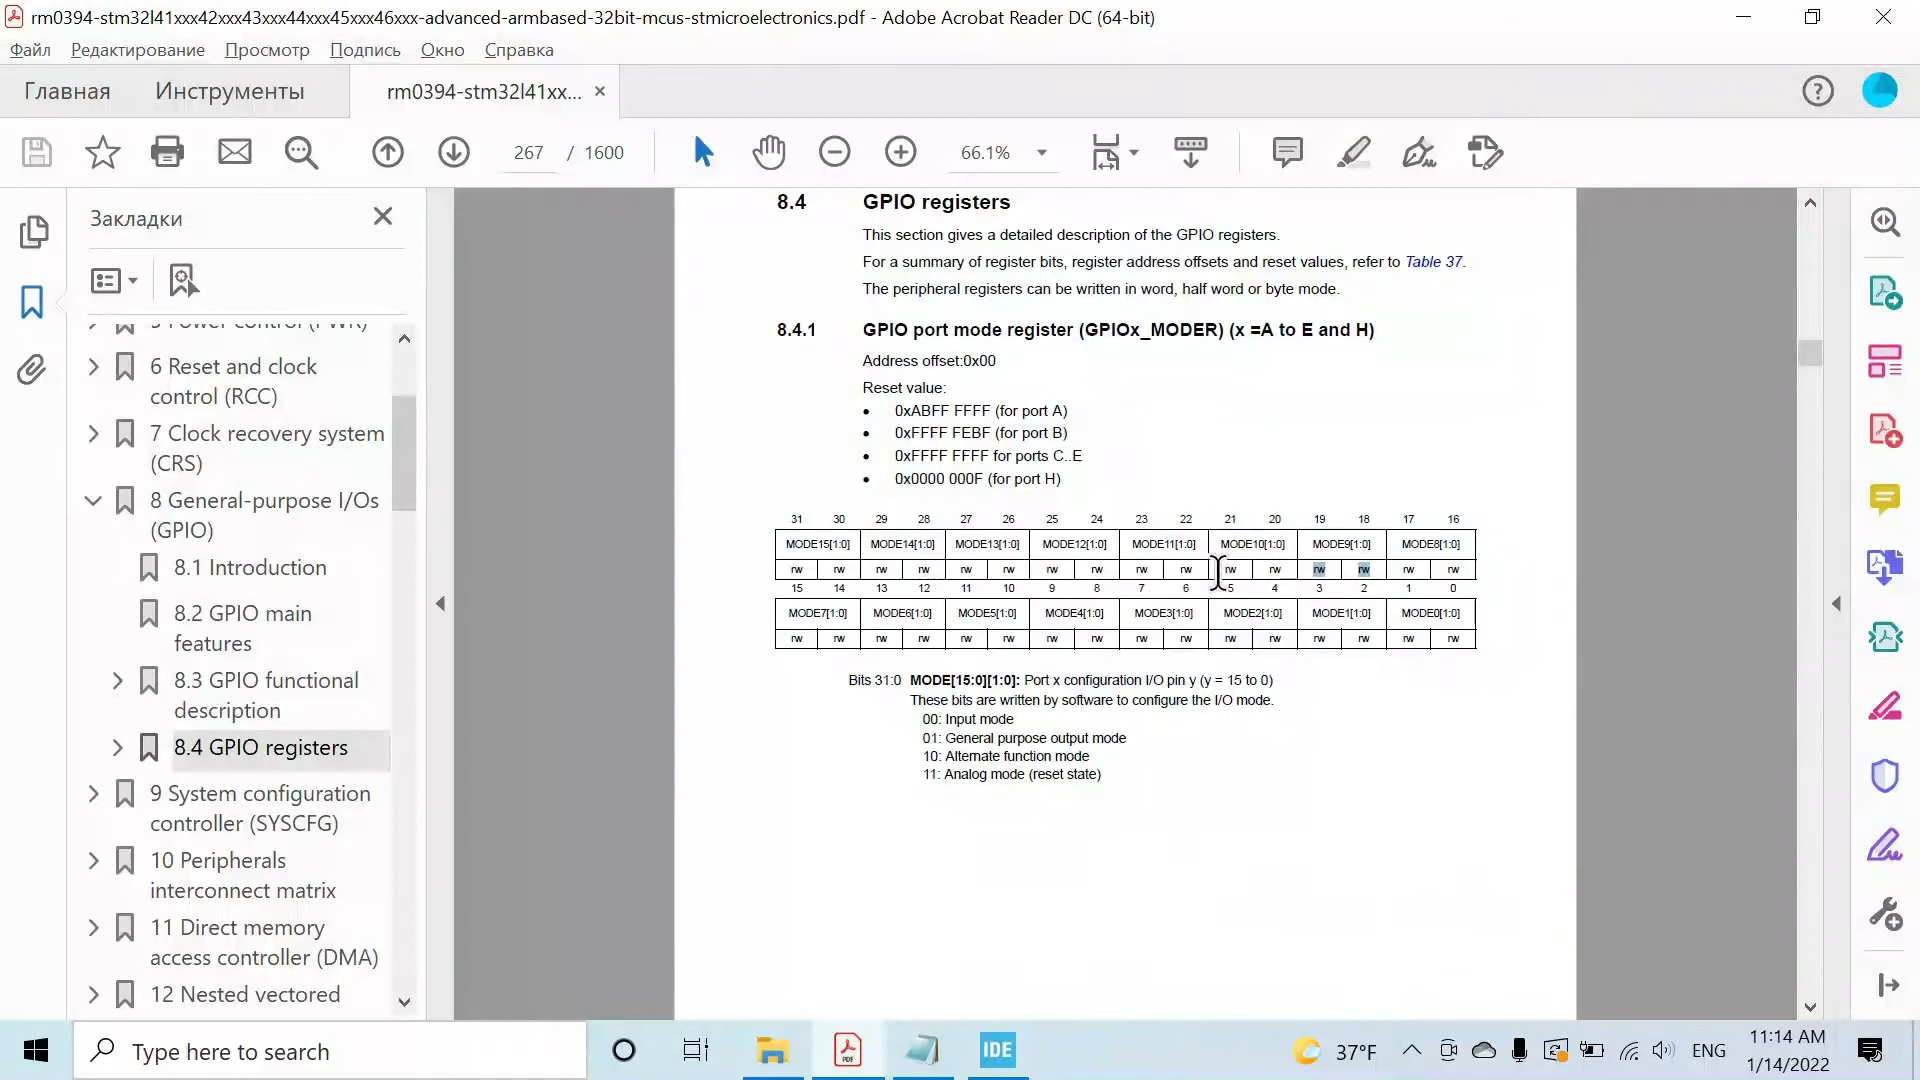 rm0394-stm32l41xxx42xxx43xxx44xxx45xxx46xxx-advanced-armbased-32bit-mcus-stmicroelectronics.pdf - Adobe Acrobat Reader DC (64-bit)
Файл Редактирование Просмотр Подпись Окно Справка
Главная Инструменты rm0394-stm32l41xx...
267 / 1600 66.1%
Закладки
5 Power control (PWR)
6 Reset and clock
control (RCC)
7 Clock recovery system
(CRS)
8 General-purpose I/Os
(GPIO)
8.1 Introduction
8.2 GPIO main
features
8.3 GPIO functional
description
8.4 GPIO registers
9 System configuration
controller (SYSCFG)
10 Peripherals
interconnect matrix
11 Direct memory
access controller (DMA)
12 Nested vectored
8.4 GPIO registers
This section gives a detailed description of the GPIO registers.
For a summary of register bits, register address offsets and reset values, refer to Table 37.
The peripheral registers can be written in word, half word or byte mode.
8.4.1 GPIO port mode register (GPIOx_MODER) (x =A to E and H)
Address offset:0x00
Reset value:
• 0xABFF FFFF (for port A)
• 0xFFFF FEBF (for port B)
• 0xFFFF FFFF for ports C..E
• 0x0000 000F (for port H)
31 30 29 28 27 26 25 24 23 22 21 20 19 18 17 16
MODE15[1:0] MODE14[1:0] MODE13[1:0] MODE12[1:0] MODE11[1:0] MODE10[1:0] MODE9[1:0] MODE8[1:0]
rw rw rw rw rw rw rw rw rw rw rw rw rw rw rw rw
15 14 13 12 11 10 9 8 7 6 5 4 3 2 1 0
MODE7[1:0] MODE6[1:0] MODE5[1:0] MODE4[1:0] MODE3[1:0] MODE2[1:0] MODE1[1:0] MODE0[1:0]
rw rw rw rw rw rw rw rw rw rw rw rw rw rw rw rw
Bits 31:0 MODE[15:0][1:0]: Port x configuration I/O pin y (y = 15 to 0)
These bits are written by software to configure the I/O mode.
00: Input mode
01: General purpose output mode
10: Alternate function mode
11: Analog mode (reset state)
Type here to search
IDE
37°F
ENG
11:14 AM
1/14/2022